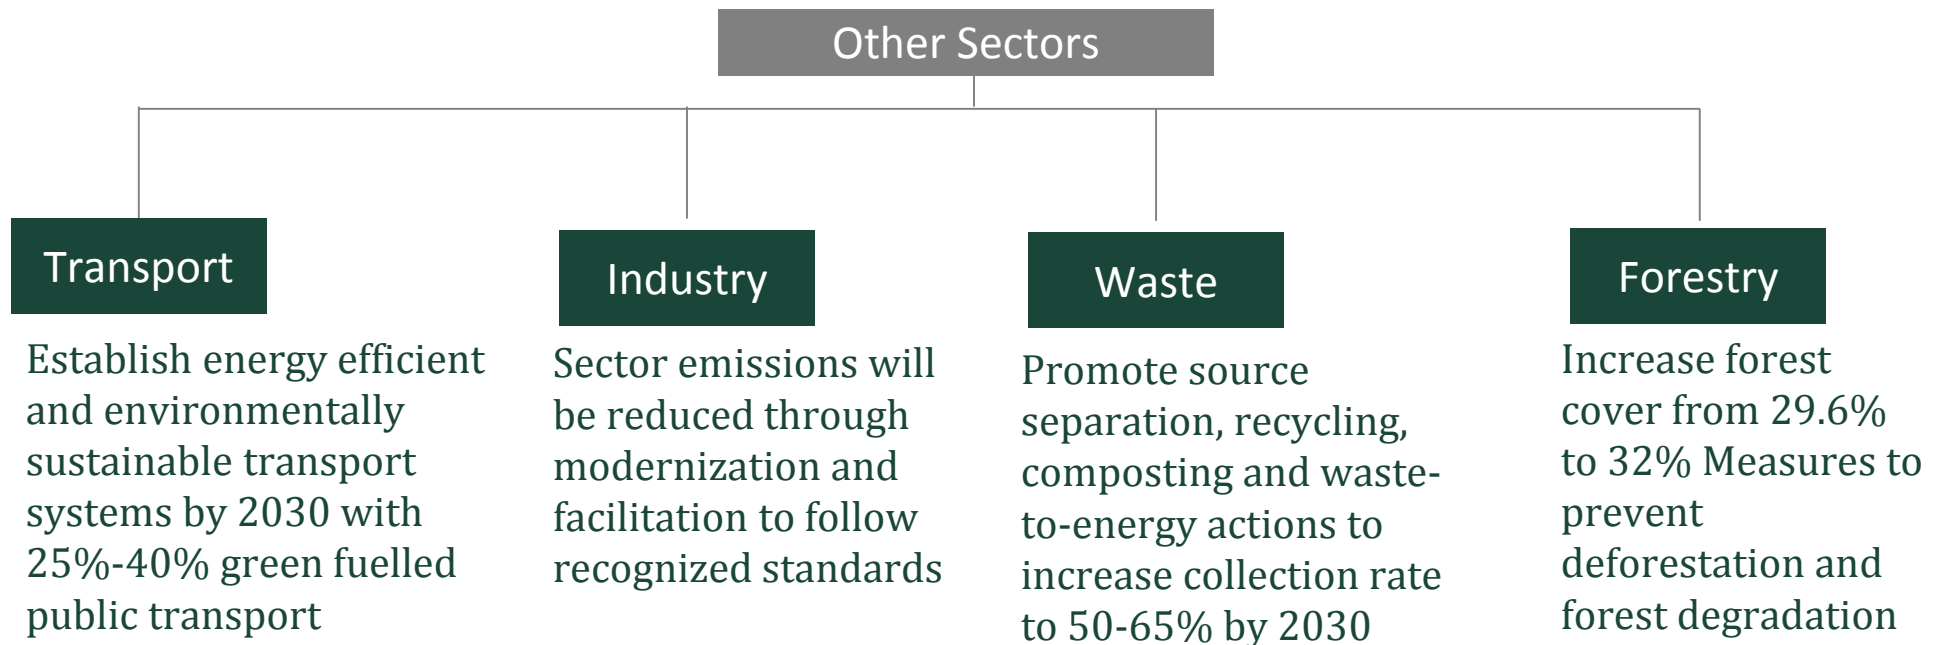 Other Sectors
Transport
Establish energy efficient
and environmentally
sustainable transport
systems by 2030 with
25%-40% green fuelled
public transport
Industry
Sector emissions will
be reduced through
modernization and
facilitation to follow
recognized standards
Waste
Promote source
separation, recycling,
composting and waste-
to-energy actions to
increase collection rate
to 50-65% by 2030
Forestry
Increase forest
cover from 29.6%
to 32% Measures to
prevent
deforestation and
forest degradation